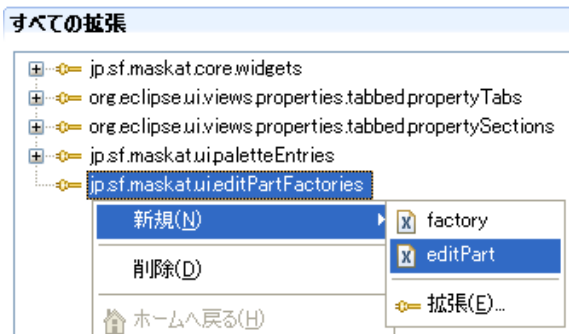 すべての拡張
jp.sf.maskat.core.widgets
org.eclipse.ui.views.properties.tabbed.propertyTabs
org.eclipse.ui.views.properties.tabbed.propertySections
jp.sf.maskat.ui.paletteEntries
jp.sf.maskat.ui.editPartFactories
新規(N)
factory
editPart
削除(D)
拡張(E)...
ホームへ戻る(H)